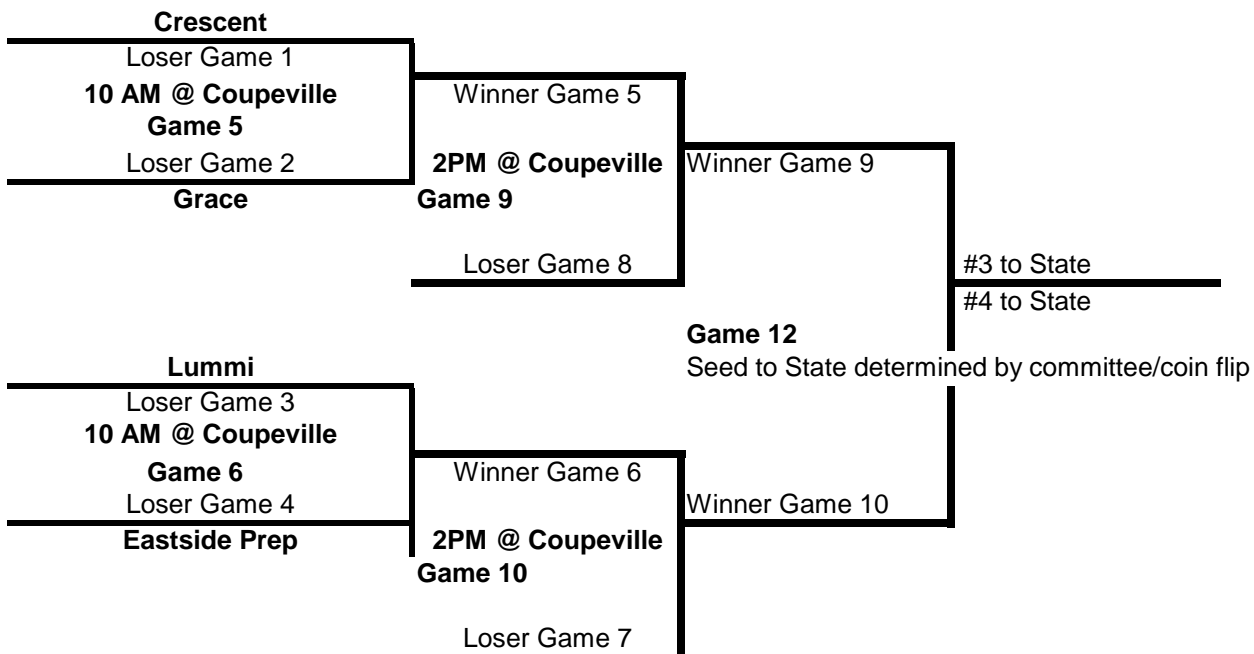 Crescent
Loser Game 1
10 AM @ Coupeville
Winner Game 5
Game 5
Loser Game 2
2PM @ Coupeville
Winner Game 9
Grace
Game 9
Loser Game 8
#3 to State
#4 to State
Game 12
Lummi
Seed to State determined by committee/coin flip
Loser Game 3
10 AM @ Coupeville
Game 6
Winner Game 6
Loser Game 4
Winner Game 10
Eastside Prep
2PM @ Coupeville
Game 10
Loser Game 7